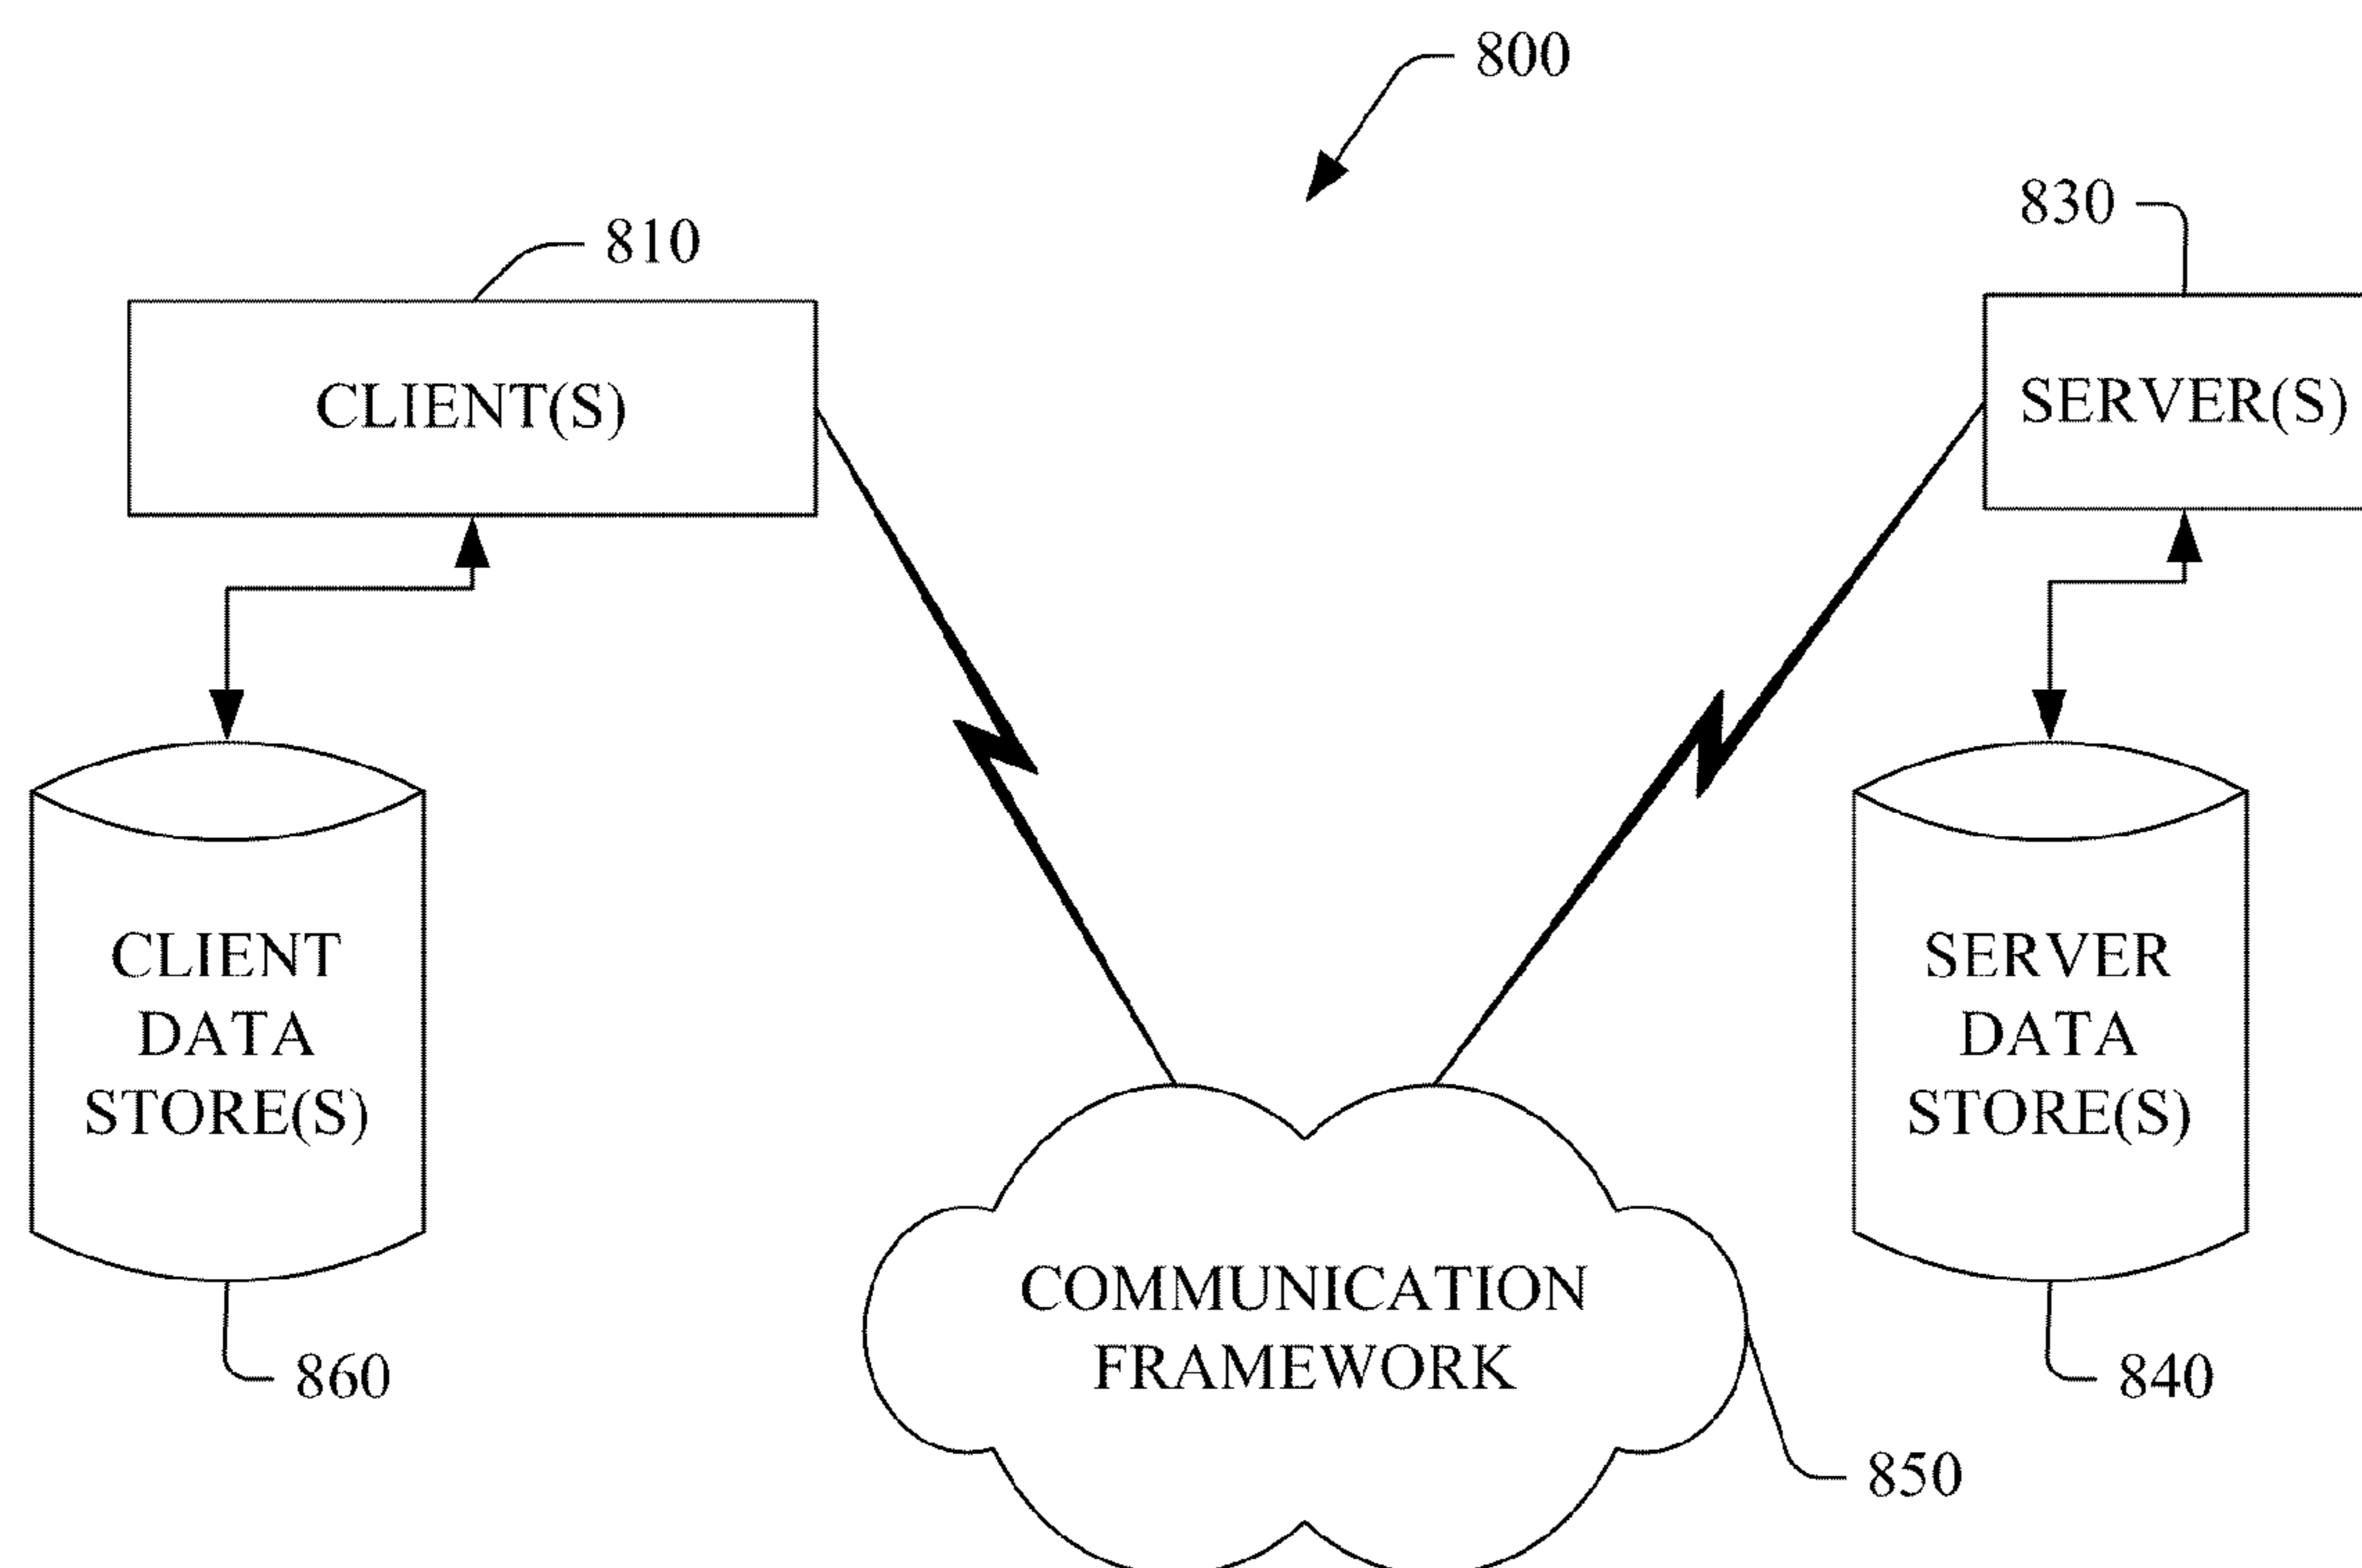 800
810
830
CLIENT(S)
SERVER(S)
CLIENT
DATA
STORE(S)
SERVER
DATA
STORE(S)
COMMUNICATION
FRAMEWORK
860
840
850